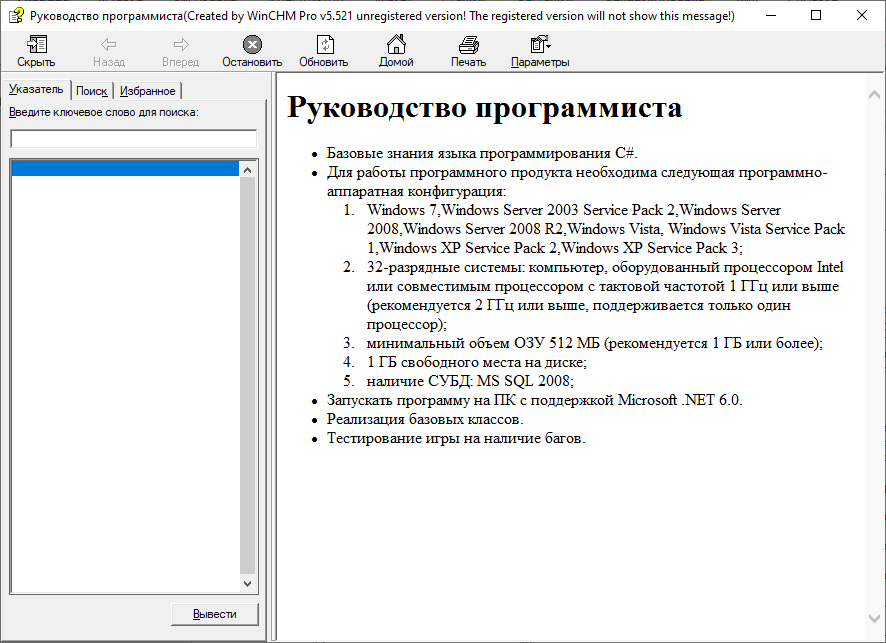 Руководство программиста(Created by WinCHM Pro v5.521 unregistered version! The registered version will not show this message!)
Скрыть Назад Вперед Остановить Обновить Домой Печать Параметры
Указатель Поиск Избранное
Введите ключевое слово для поиска:
Вывести
Руководство программиста
• Базовые знания языка программирования C#.
• Для работы программного продукта необходима следующая программно-
аппаратная конфигурация:
1. Windows 7,Windows Server 2003 Service Pack 2,Windows Server
2008,Windows Server 2008 R2,Windows Vista, Windows Vista Service Pack
1,Windows XP Service Pack 2,Windows XP Service Pack 3;
2. 32-разрядные системы: компьютер, оборудованный процессором Intel
или совместимым процессором с тактовой частотой 1 ГГц или выше
(рекомендуется 2 ГГц или выше, поддерживается только один
процессор);
3. минимальный объем ОЗУ 512 МБ (рекомендуется 1 ГБ или более);
4. 1 ГБ свободного места на диске;
5. наличие СУБД: MS SQL 2008;
• Запускать программу на ПК с поддержкой Microsoft .NET 6.0.
• Реализация базовых классов.
• Тестирование игры на наличие багов.